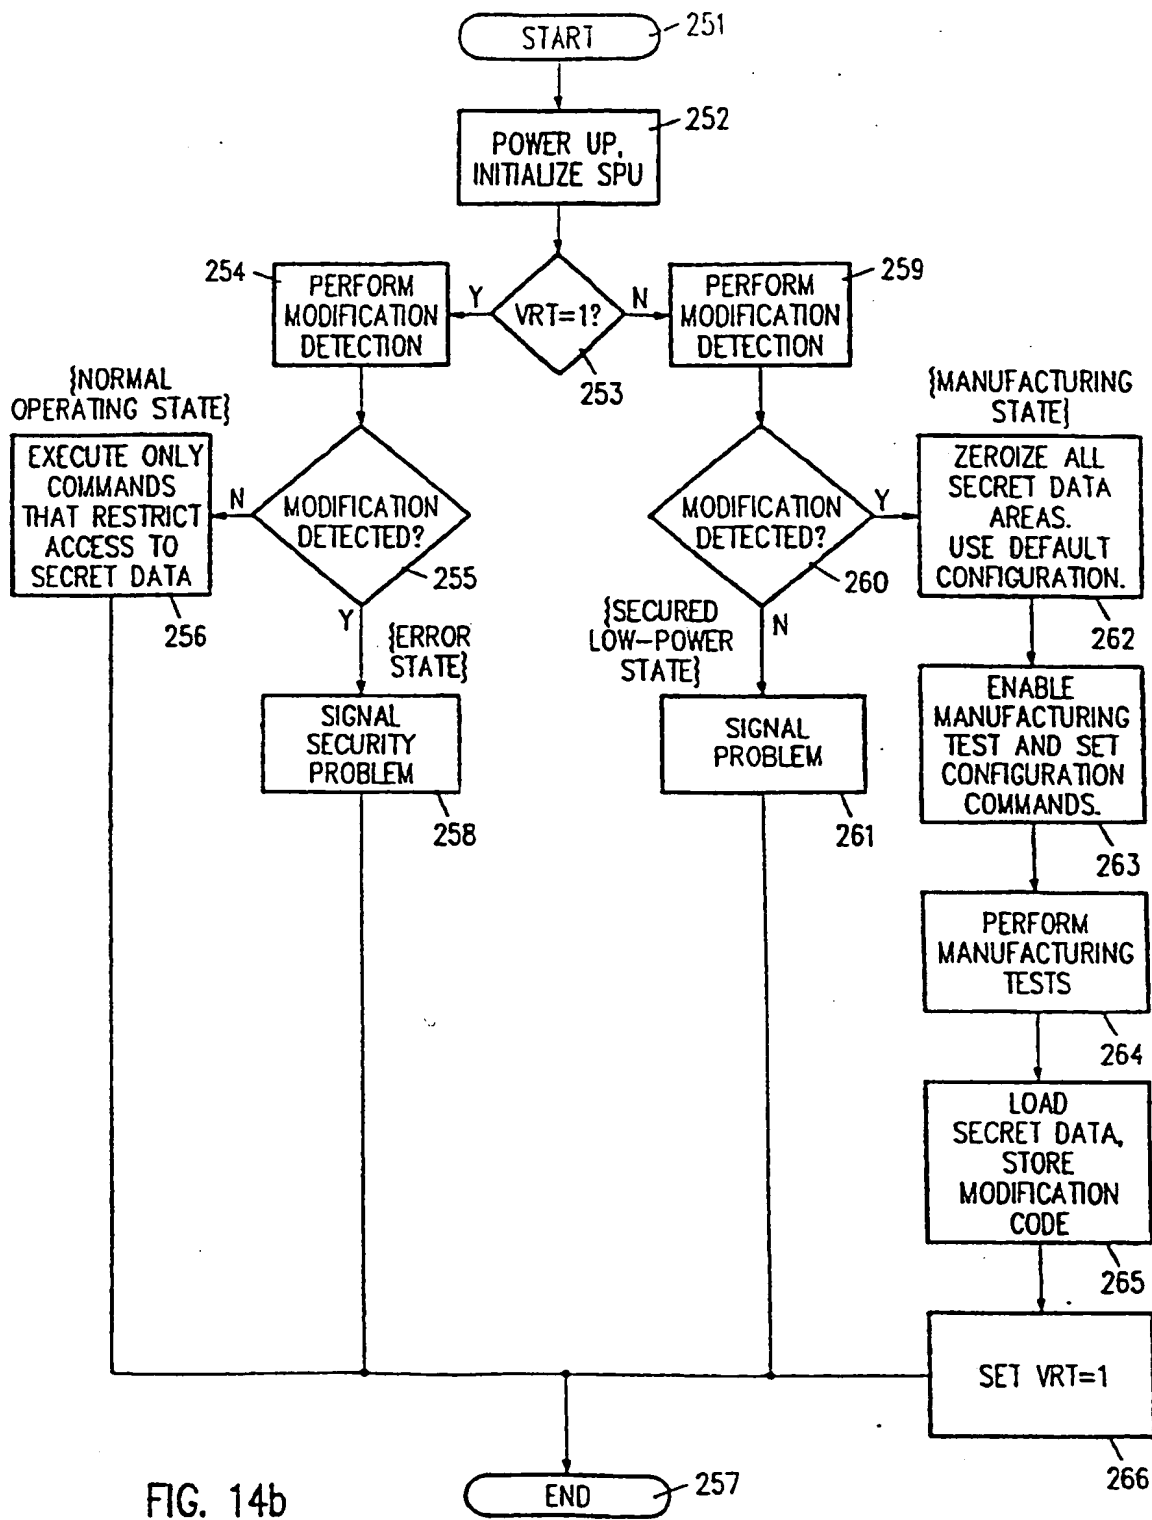 START
251
252
POWER UP,
INITIALIZE SPU
254
PERFORM
MODIFICATION
DETECTION
Y
VRT=1?
N
253
259
PERFORM
MODIFICATION
DETECTION
{NORMAL
OPERATING STATE}
EXECUTE ONLY
COMMANDS
THAT RESTRICT
ACCESS TO
SECRET DATA
256
N
MODIFICATION
DETECTED?
255
Y
{ERROR
STATE}
SIGNAL
SECURITY
PROBLEM
258
MODIFICATION
DETECTED?
260
Y
N
{SECURED
LOW-POWER
STATE}
SIGNAL
PROBLEM
261
{MANUFACTURING
STATE}
ZEROIZE ALL
SECRET DATA
AREAS.
USE DEFAULT
CONFIGURATION.
262
ENABLE
MANUFACTURING
TEST AND SET
CONFIGURATION
COMMANDS.
263
PERFORM
MANUFACTURING
TESTS
264
LOAD
SECRET DATA,
STORE
MODIFICATION
CODE
265
SET VRT=1
266
END
257
FIG. 14b